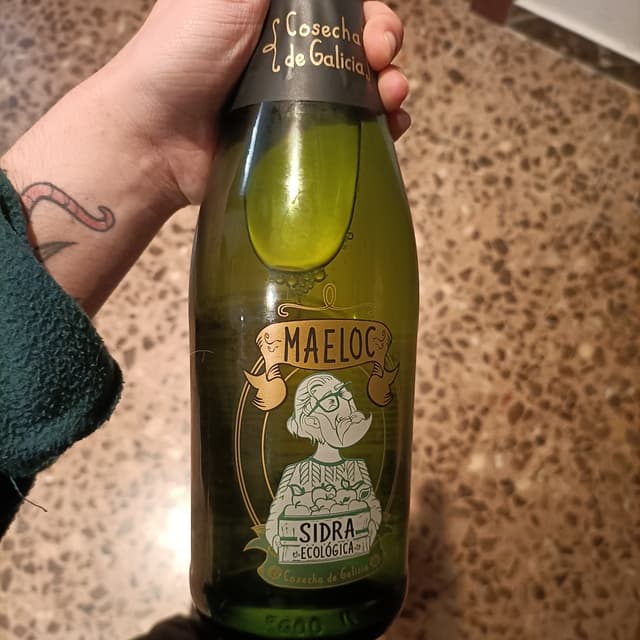 Cosecha
de Galicia
MAELOC
SIDRA
ECOLÓGICA
Cosecha de Galicia